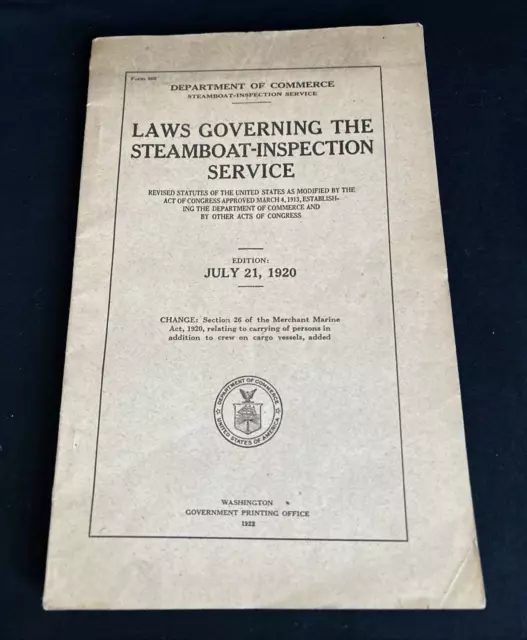 DEPARTMENT OF COMMERCE
STEAMBOAT-INSPECTION SERVICE
LAWS GOVERNING THE
STEAMBOAT-INSPECTION
SERVICE
REVISED STATUTES OF THE UNITED STATES AS MODIFIED BY THE
ACT OF CONGRESS APPROVED MARCH 4, 1913, ESTABLISH-
ING THE DEPARTMENT OF COMMERCE AND
BY OTHER ACTS OF CONGRESS
EDITION:
JULY 21, 1920
CHANGE: Section 26 of the Merchant Marine
Act, 1920, relating to carrying of persons in
addition to crew on cargo vessels, added
DEPARTMENT OF COMMERCE
UNITED STATES OF AMERICA
WASHINGTON
GOVERNMENT PRINTING OFFICE
1922